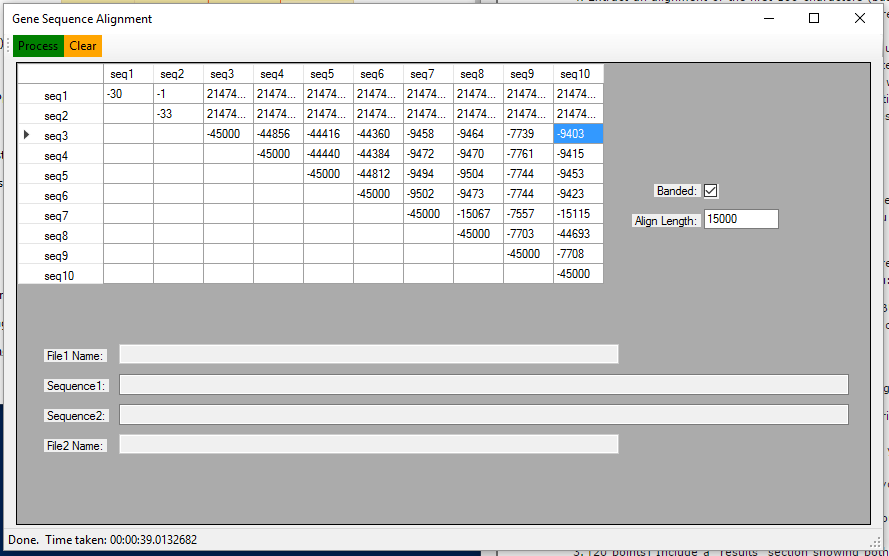 Gene Sequence Alignment
Process Clear
seq1 seq2 seq3 seq4 seq5 seq6 seq7 seq8 seq9 seq10
seq1 -30 -1 21474... 21474... 21474... 21474... 21474... 21474... 21474... 21474...
seq2 -33 21474... 21474... 21474... 21474... 21474... 21474... 21474... 21474...
seq3 -45000 -44856 -44416 -44360 -9458 -9464 -7739 -9403
seq4 -45000 -44440 -44384 -9472 -9470 -7761 -9415
seq5 -45000 -44812 -9494 -9504 -7744 -9453
seq6 -45000 -9502 -9473 -7744 -9423
seq7 -45000 -15067 -7557 -15115
seq8 -45000 -7703 -44693
seq9 -45000 -7708
seq10 -45000
Banded:
Align Length: 15000
File1 Name:
Sequence1:
Sequence2:
File2 Name:
Done. Time taken: 00:00:39.0132682